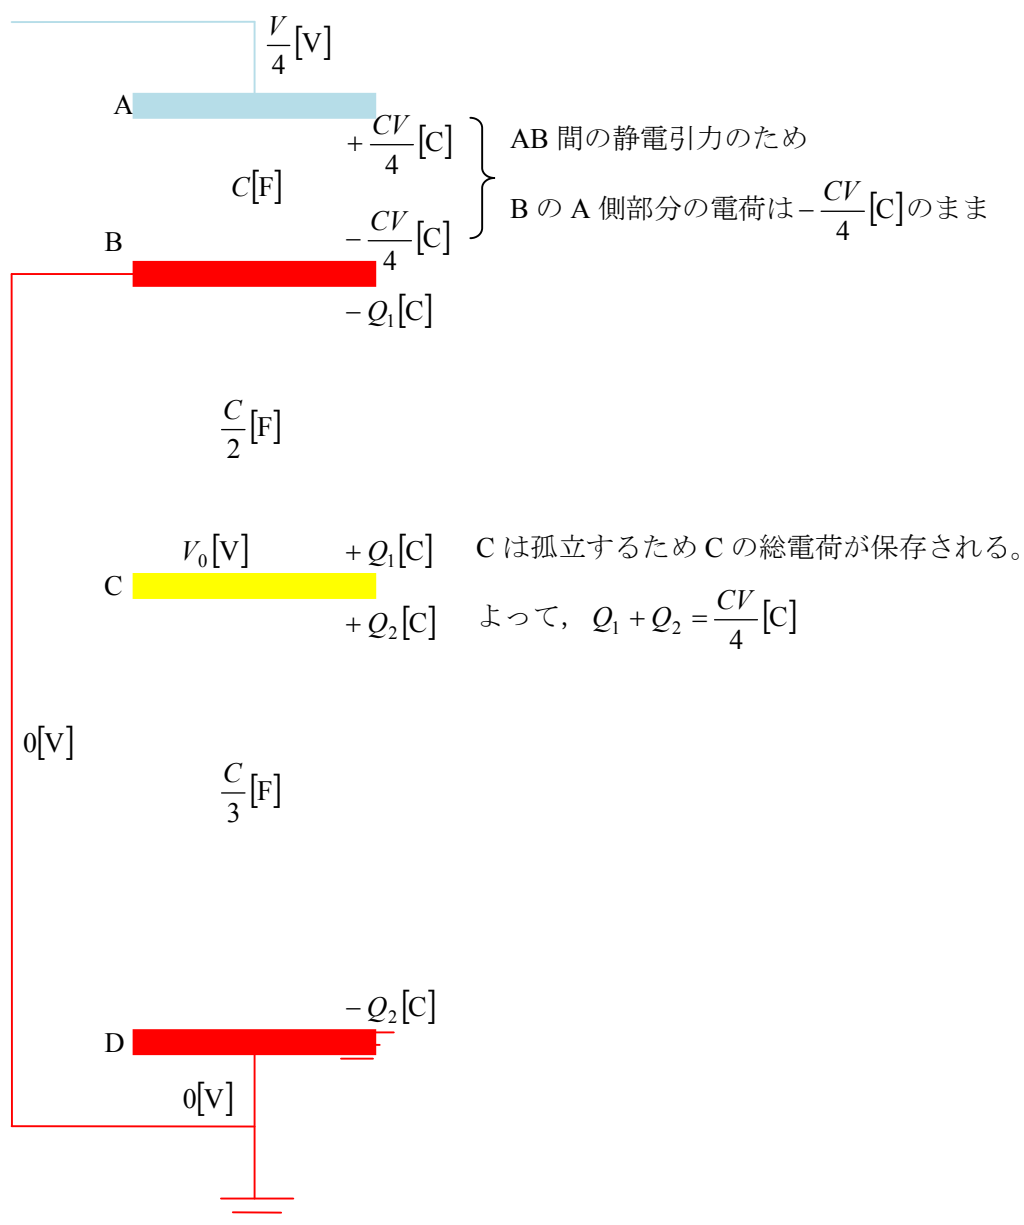 V/4[V]
A
+CV/4[C]
AB 間の静電引力のため
C[F]
B の A 側部分の電荷は−CV/4[C]のまま
B
−CV/4[C]
−Q₁[C]
C/2[F]
V₀[V]
+Q₁[C]
C は孤立するため C の総電荷が保存される。
C
+Q₂[C]
よって，Q₁+Q₂=CV/4[C]
0[V]
C/3[F]
−Q₂[C]
D
0[V]